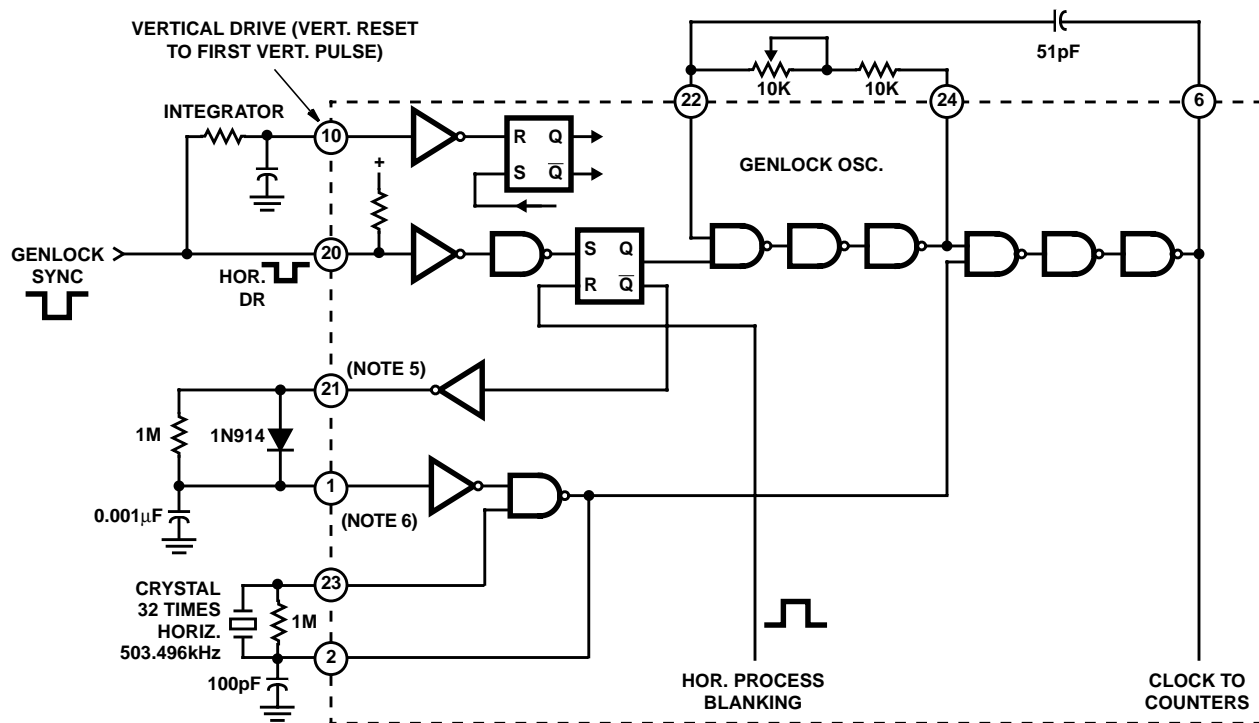 VERTICAL DRIVE (VERT. RESET
TO FIRST VERT. PULSE)
51pF
10K
10K
22
24
6
INTEGRATOR
10
R Q
S Q̅
GENLOCK OSC.
+
GENLOCK
SYNC
20
HOR.
DR
S Q
R Q̅
21
(NOTE 5)
1M
1N914
1
(NOTE 6)
0.001μF
23
CRYSTAL
32 TIMES
HORIZ.
503.496kHz
1M
2
100pF
HOR. PROCESS
BLANKING
CLOCK TO
COUNTERS